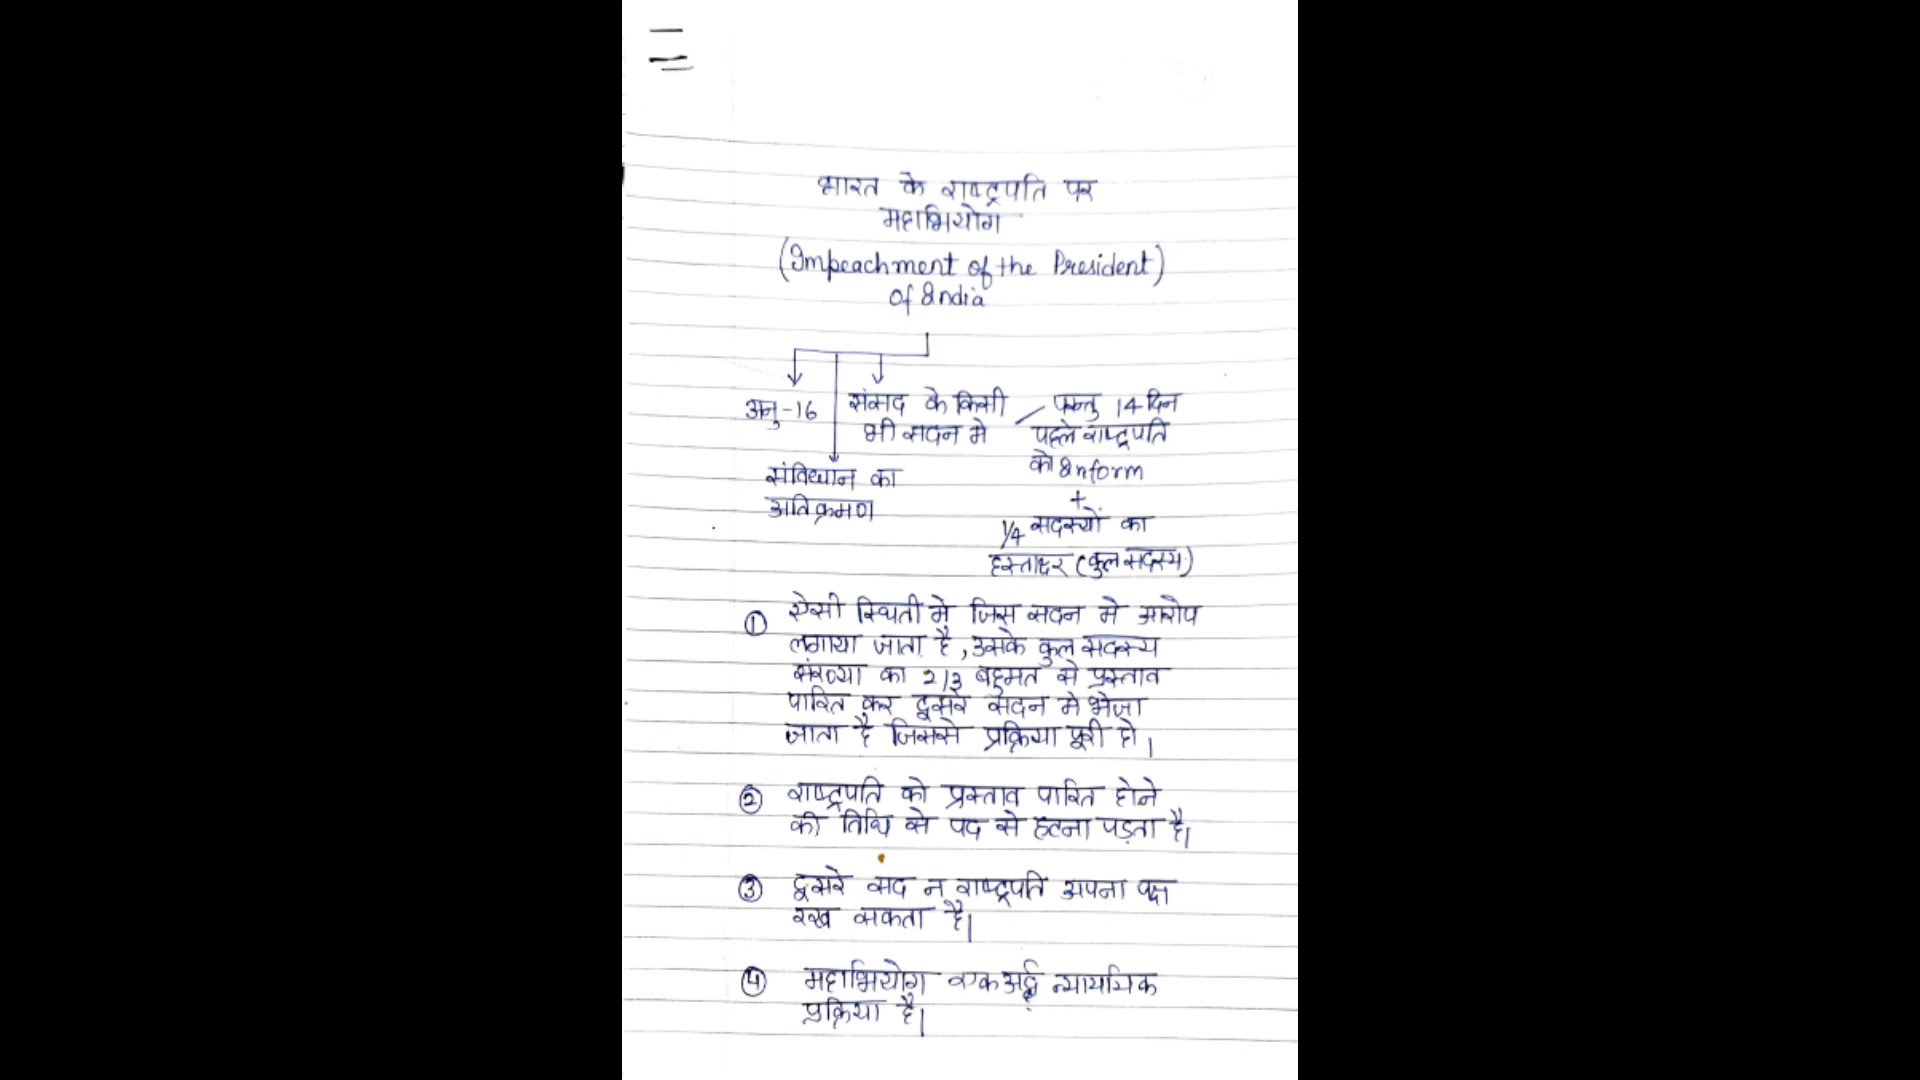 भारत के राष्ट्रपति पर
महाभियोग
(Impeachment of the President)
of India
अनु-16
संसद के किसी
भी सदन मे
परन्तु 14 दिन
पहले राष्ट्रपति
को Inform
+
1/4 सदस्यों का
हस्ताक्षर (कुल सदस्य)
संविधान का
अतिक्रमण
① ऐसी स्थिती मे जिस सदन मे आरोप
लगाया जाता है, उसके कुल सदस्य
संख्या का 2/3 बहुमत से प्रस्ताव
पारित कर दूसरे सदन मे भेजा
जाता है जिससे प्रक्रिया पूरी हो।
② राष्ट्रपति को प्रस्ताव पारित होने
की तिथि से पद से हटना पड़ता है।
③ दूसरे सद न राष्ट्रपति अपना पक्ष
रख सकता है।
④ महाभियोग एक अर्द्ध न्यायायिक
प्रक्रिया है।